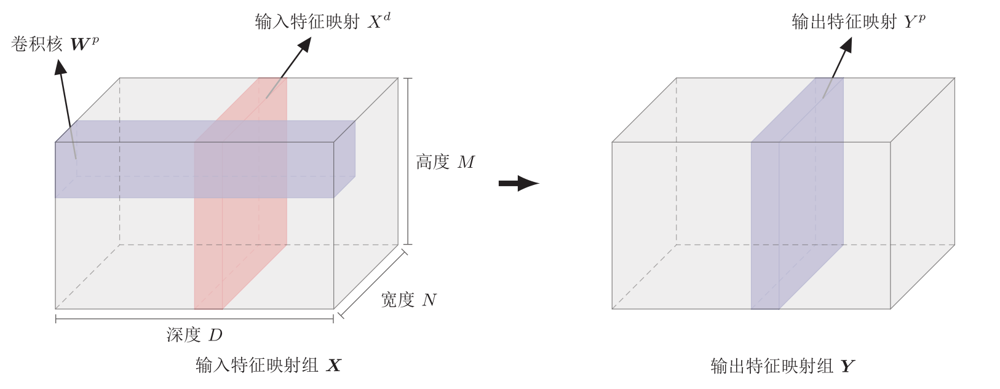 输入特征映射 X^d
输出特征映射 Y^p
卷积核 W^p
高度 M
宽度 N
深度 D
输入特征映射组 X
输出特征映射组 Y